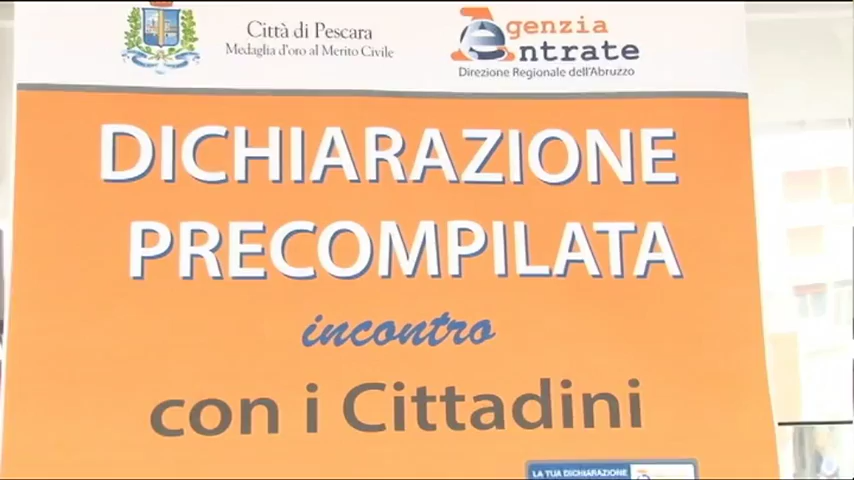 Città di Pescara
Medaglia d'oro al Merito Civile
Agenzia
Entrate
Direzione Regionale dell'Abruzzo
DICHIARAZIONE
PRECOMPILATA
incontro
con i Cittadini
LA TUA DICHIARAZIONE